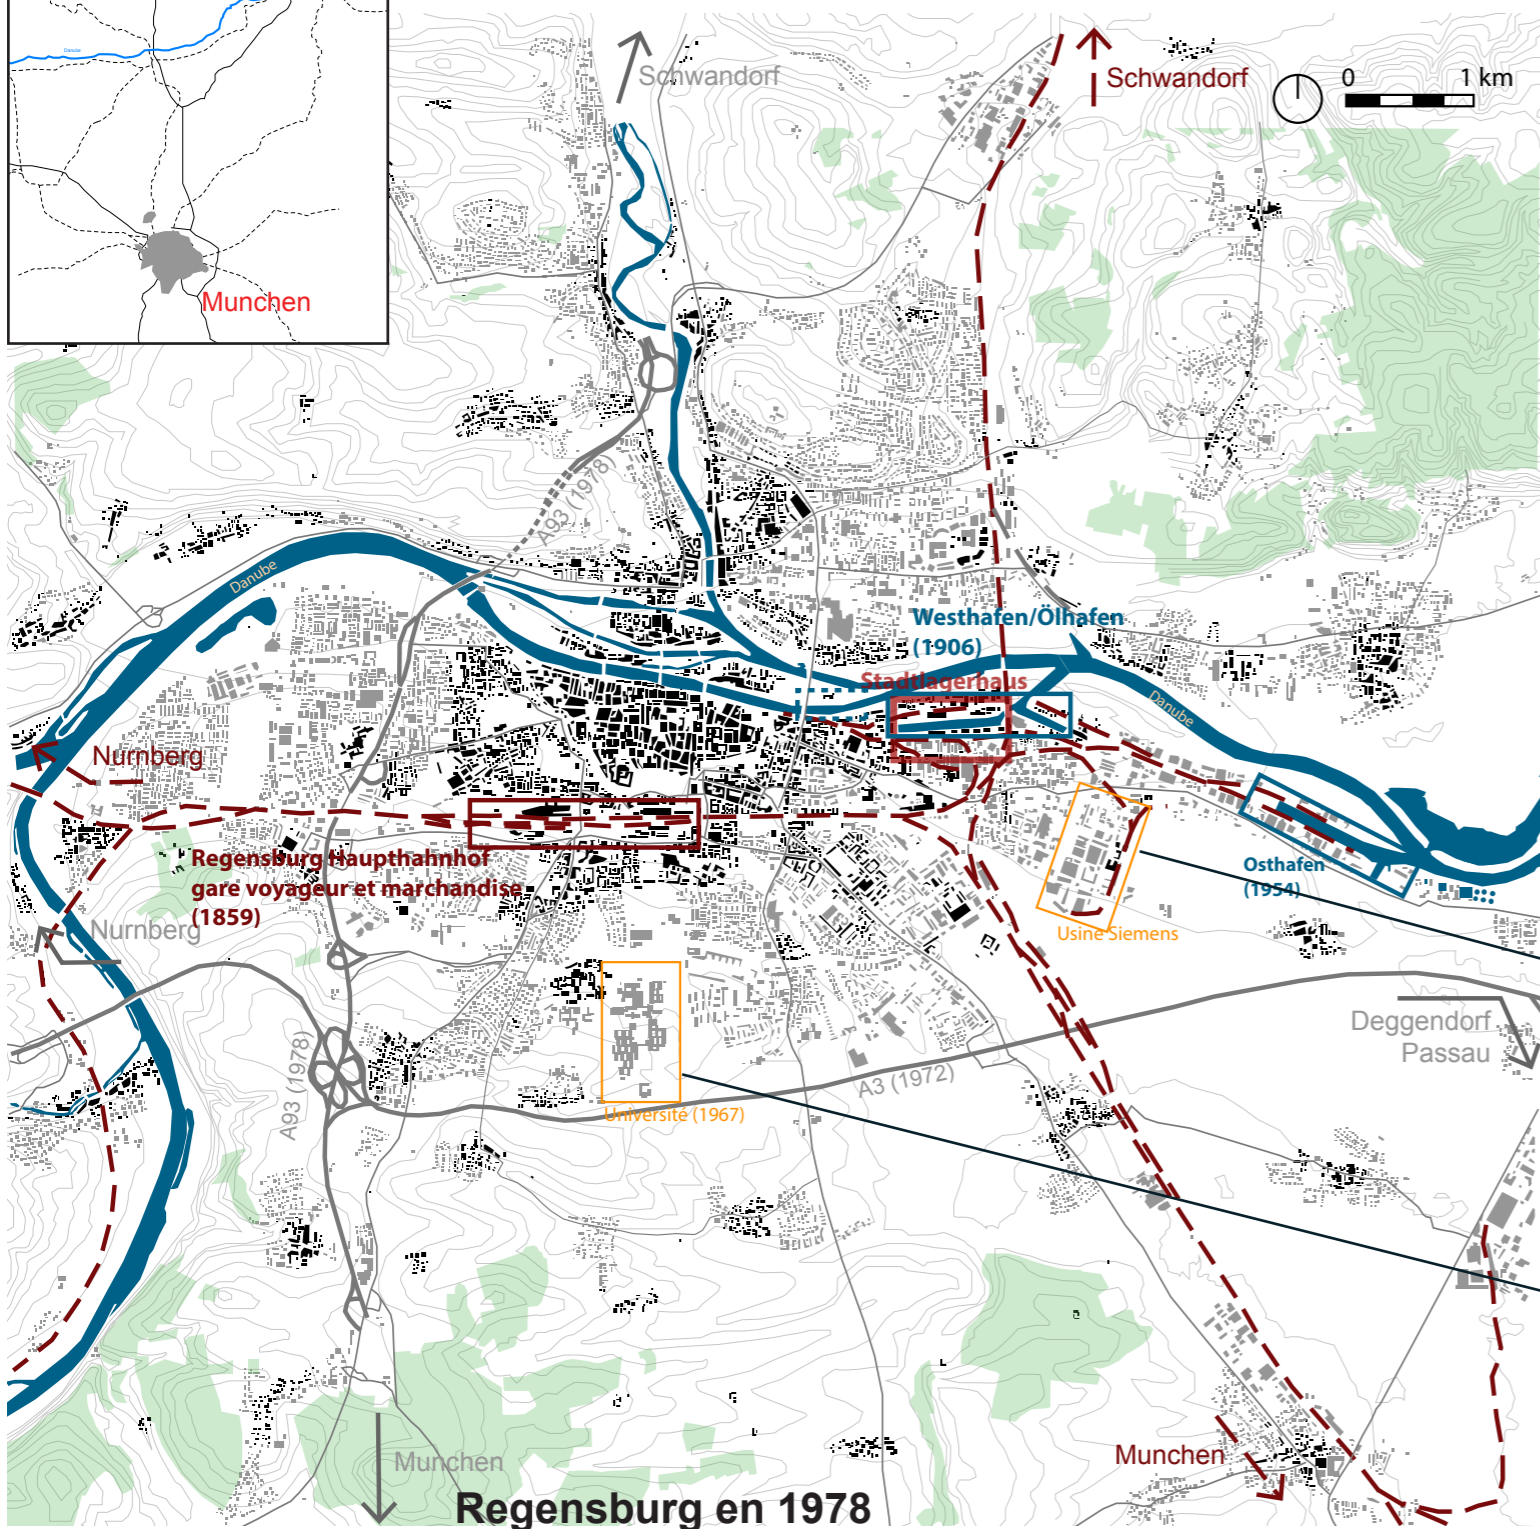 Danube
Munchen
Schwandorf
Schwandorf
0 1 km
A93 (1978)
Danube
Westhafen/Ölhafen
(1906)
Stadtlagerhaus
Danube
Nurnberg
Regensburg Haupthahnhof
gare voyageur et marchandise
(1859)
Nurnberg
Osthafen
(1954)
Usine Siemens
Deggendorf
Passau
A93 (1978)
A3 (1972)
Université (1967)
Munchen
Munchen
Regensburg en 1978